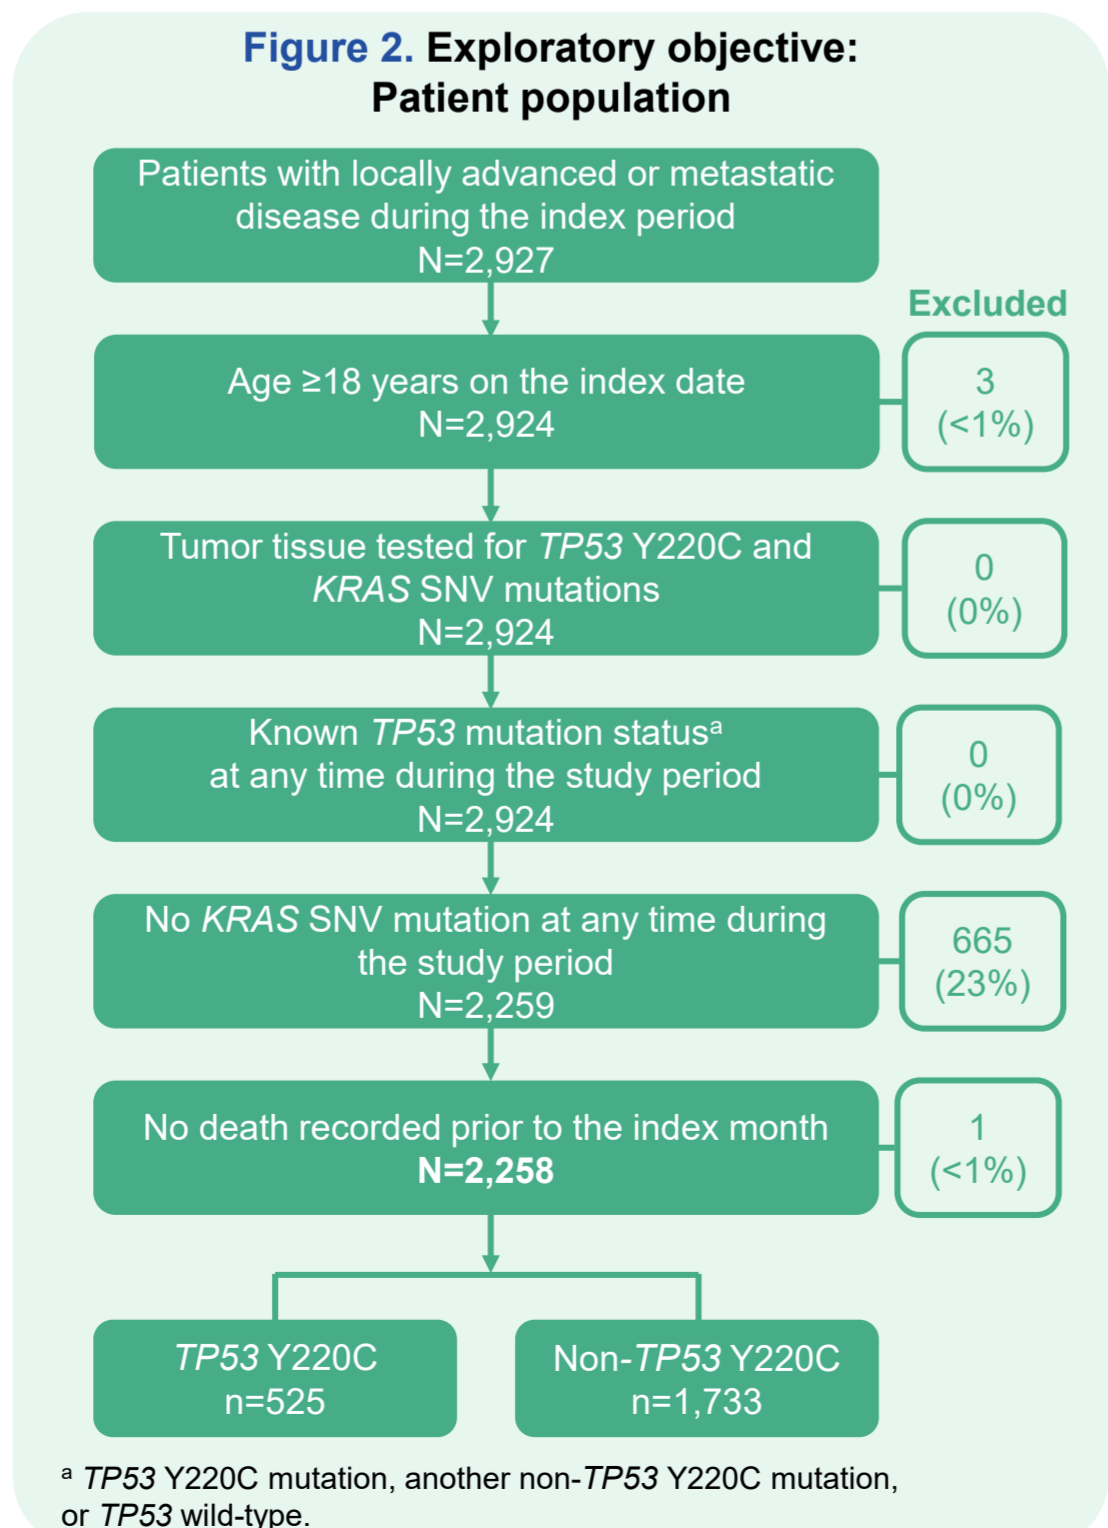 Figure 2. Exploratory objective:
Patient population
Patients with locally advanced or metastatic
disease during the index period
N=2,927
Excluded
Age ≥18 years on the index date
N=2,924
3
(<1%)
Tumor tissue tested for TP53 Y220C and
KRAS SNV mutations
N=2,924
0
(0%)
Known TP53 mutation statusᵃ
at any time during the study period
N=2,924
0
(0%)
No KRAS SNV mutation at any time during
the study period
N=2,259
665
(23%)
No death recorded prior to the index month
N=2,258
1
(<1%)
TP53 Y220C
n=525
Non-TP53 Y220C
n=1,733
ᵃ TP53 Y220C mutation, another non-TP53 Y220C mutation,
or TP53 wild-type.